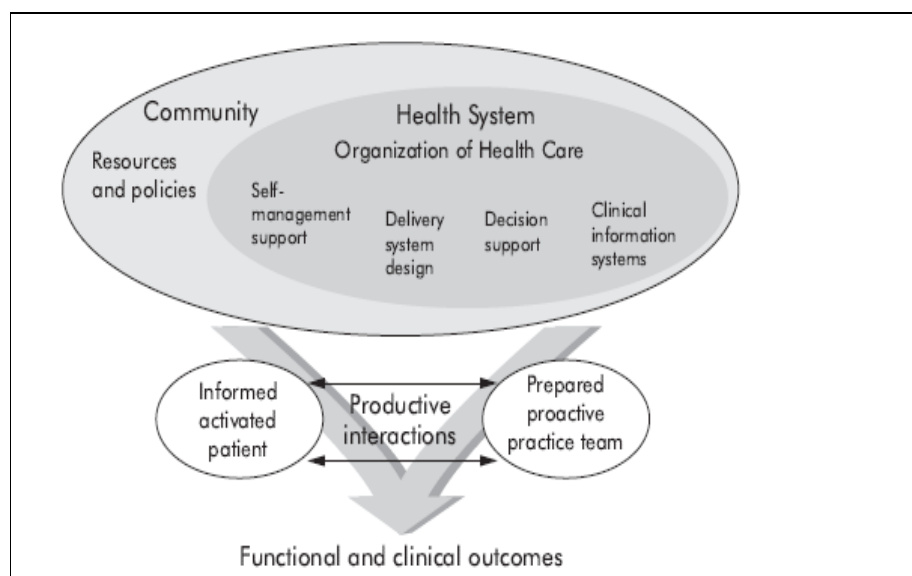 Community
Resources
and policies
Health System
Organization of Health Care
Self-
management
support
Delivery
system
design
Decision
support
Clinical
information
systems
Informed
activated
patient
Productive
interactions
Prepared
proactive
practice team
Functional and clinical outcomes